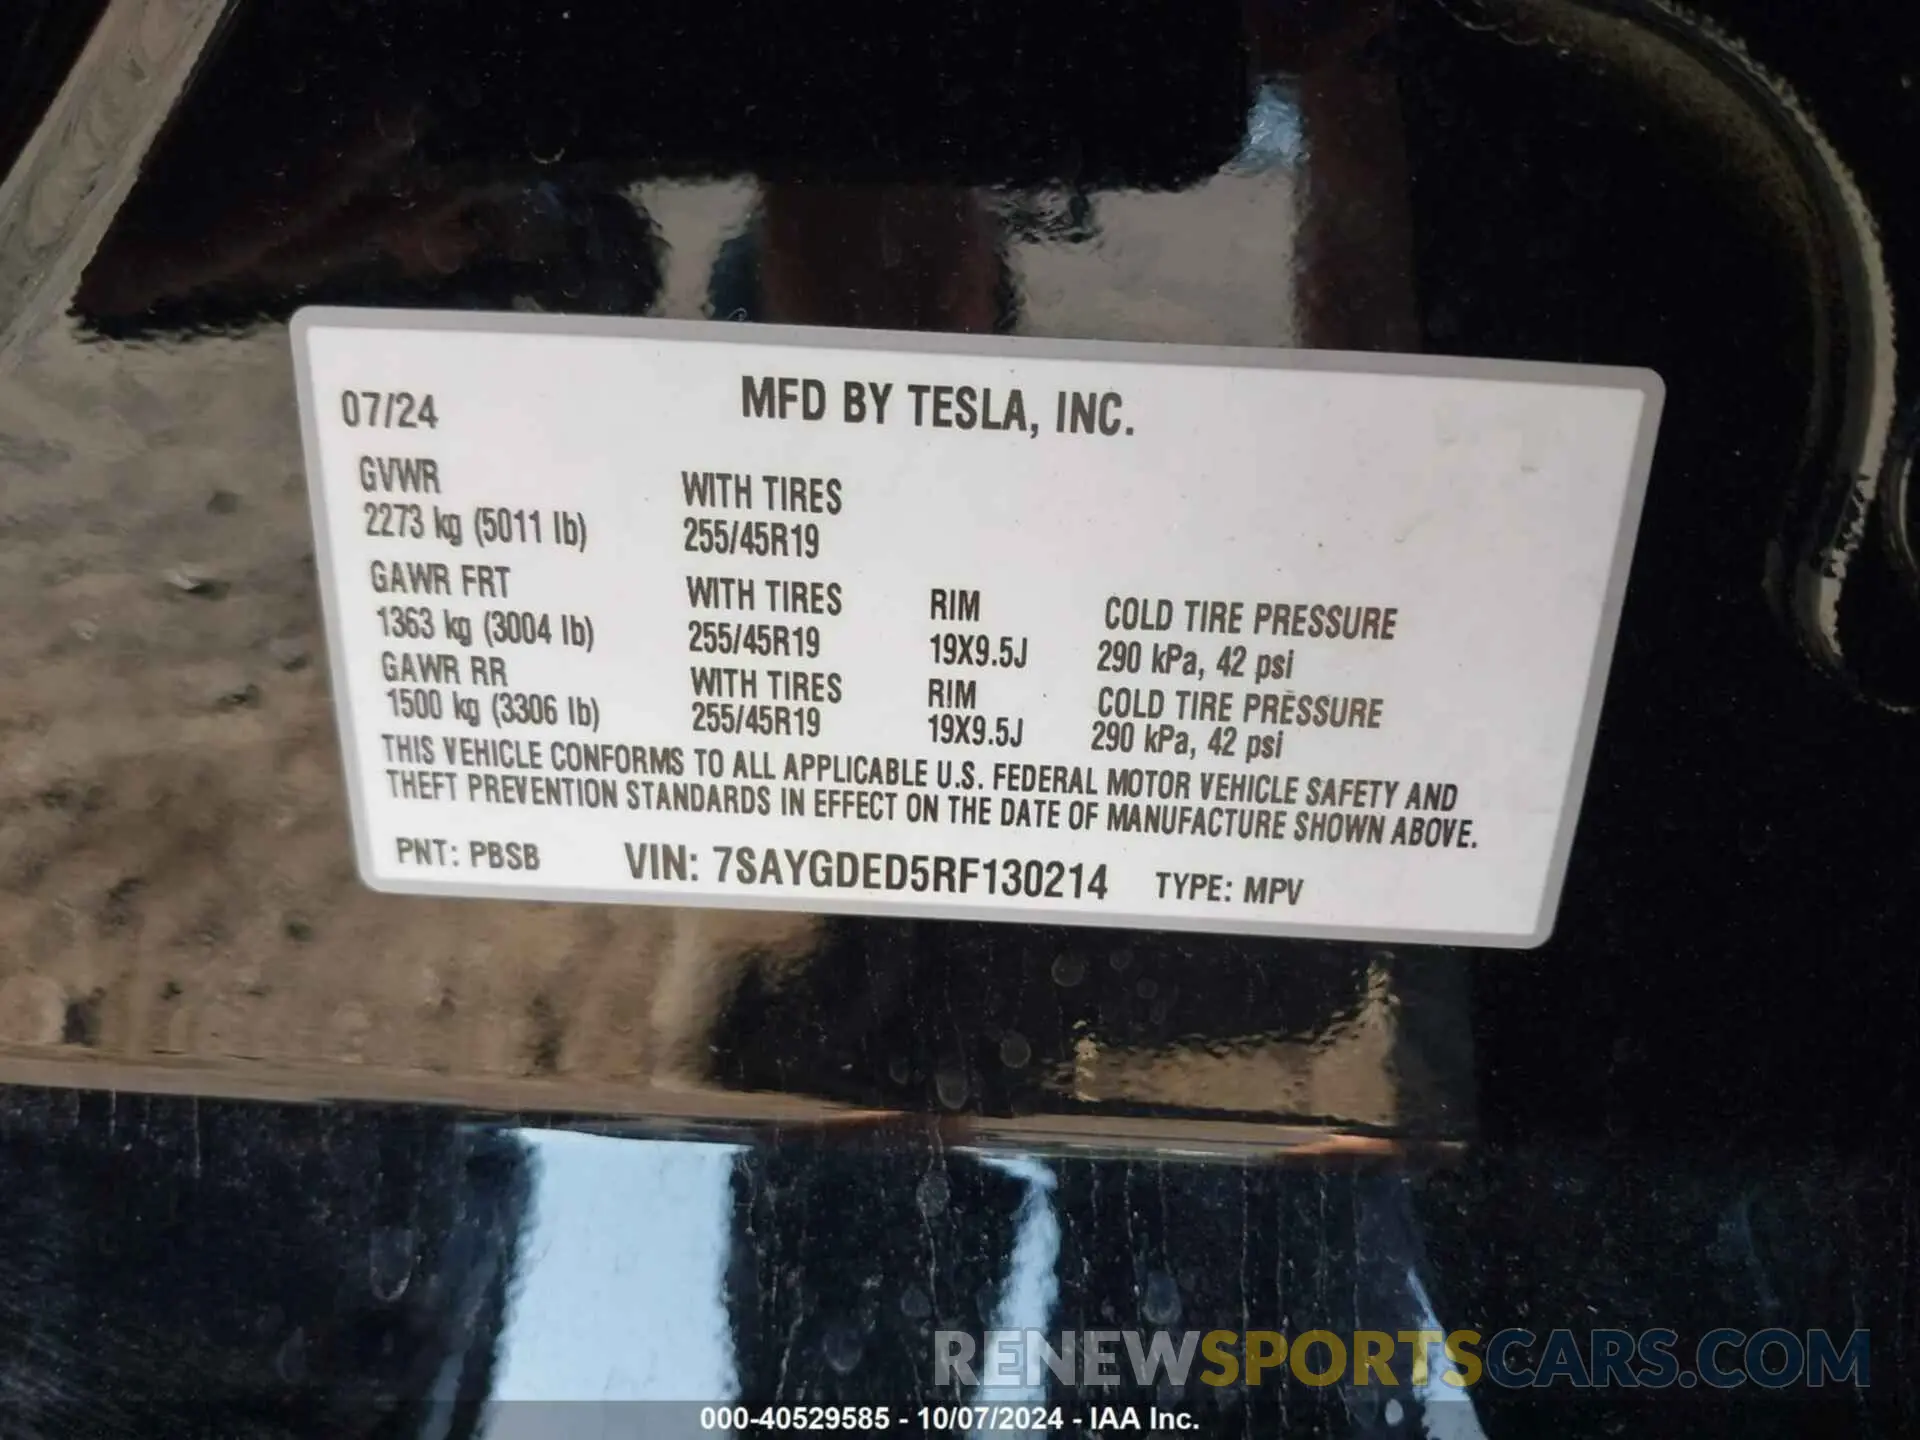 07/24 MFD BY TESLA, INC.
GVWR WITH TIRES
2273 kg (5011 lb) 255/45R19
GAWR FRT WITH TIRES RIM COLD TIRE PRESSURE
1363 kg (3004 lb) 255/45R19 19X9.5J 290 kPa, 42 psi
GAWR RR WITH TIRES RIM COLD TIRE PRESSURE
1500 kg (3306 lb) 255/45R19 19X9.5J 290 kPa, 42 psi
THIS VEHICLE CONFORMS TO ALL APPLICABLE U.S. FEDERAL MOTOR VEHICLE SAFETY AND
THEFT PREVENTION STANDARDS IN EFFECT ON THE DATE OF MANUFACTURE SHOWN ABOVE.
PNT: PBSB VIN: 7SAYGDED5RF130214 TYPE: MPV
RENEWSPORTSCARS.COM
000-40529585 - 10/07/2024 - IAA Inc.